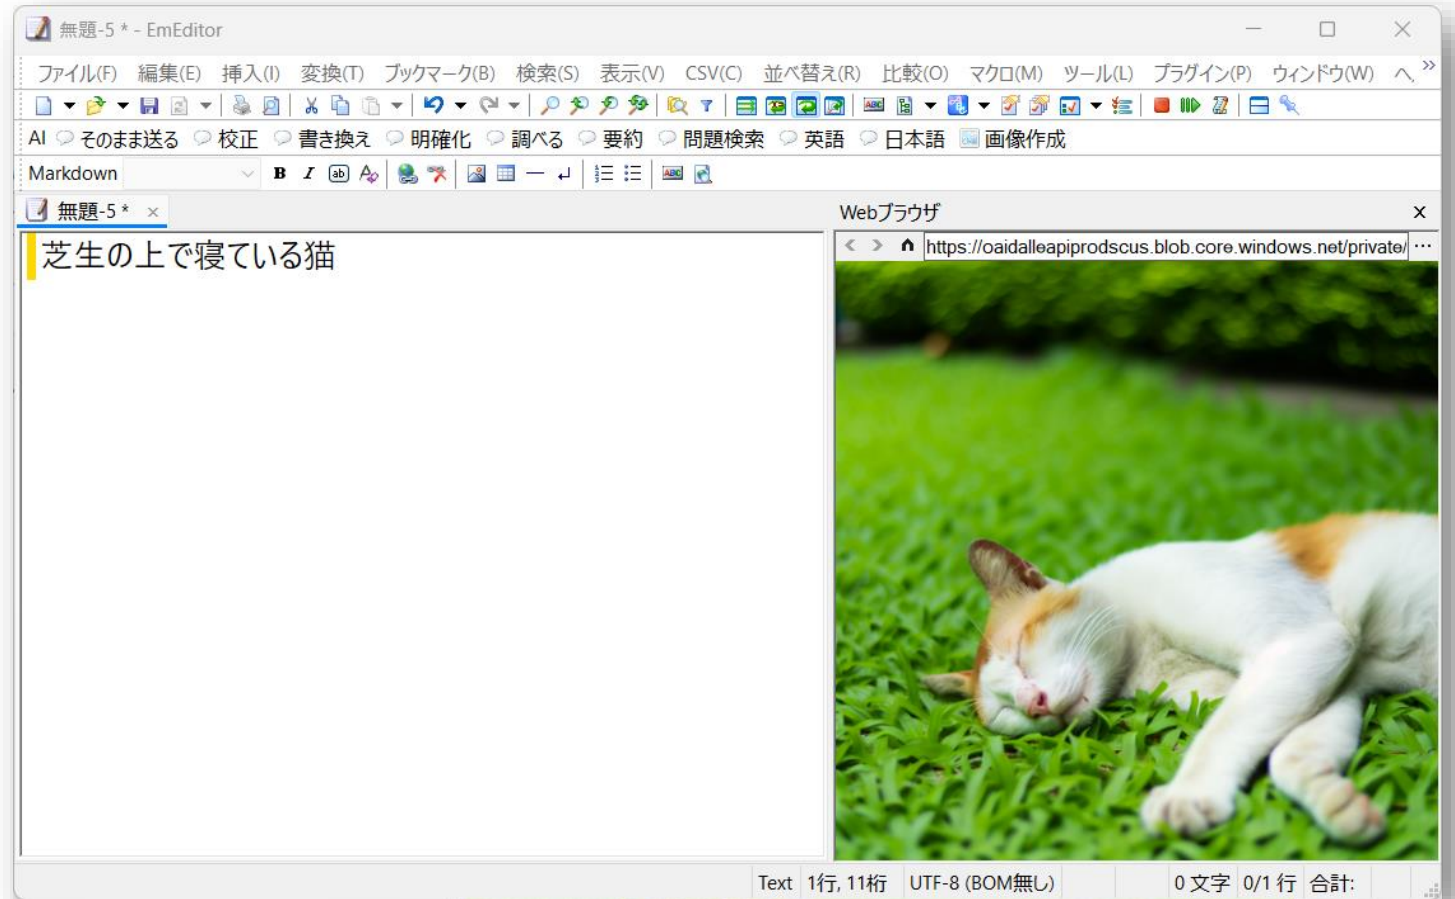 無題-5 * - EmEditor
ファイル(F) 編集(E) 挿入(I) 変換(T) ブックマーク(B) 検索(S) 表示(V) CSV(C) 並べ替え(R) 比較(O) マクロ(M) ツール(L) プラグイン(P) ウィンドウ(W) ヘ
AI そのまま送る 校正 書き換え 明確化 調べる 要約 問題検索 英語 日本語 画像作成
Markdown B I ab A
無題-5 *
Webブラウザ
https://oaidalleapiprodscus.blob.core.windows.net/private/
芝生の上で寝ている猫
Text 1行, 11桁 UTF-8 (BOM無し) 0 文字 0/1 行 合計: